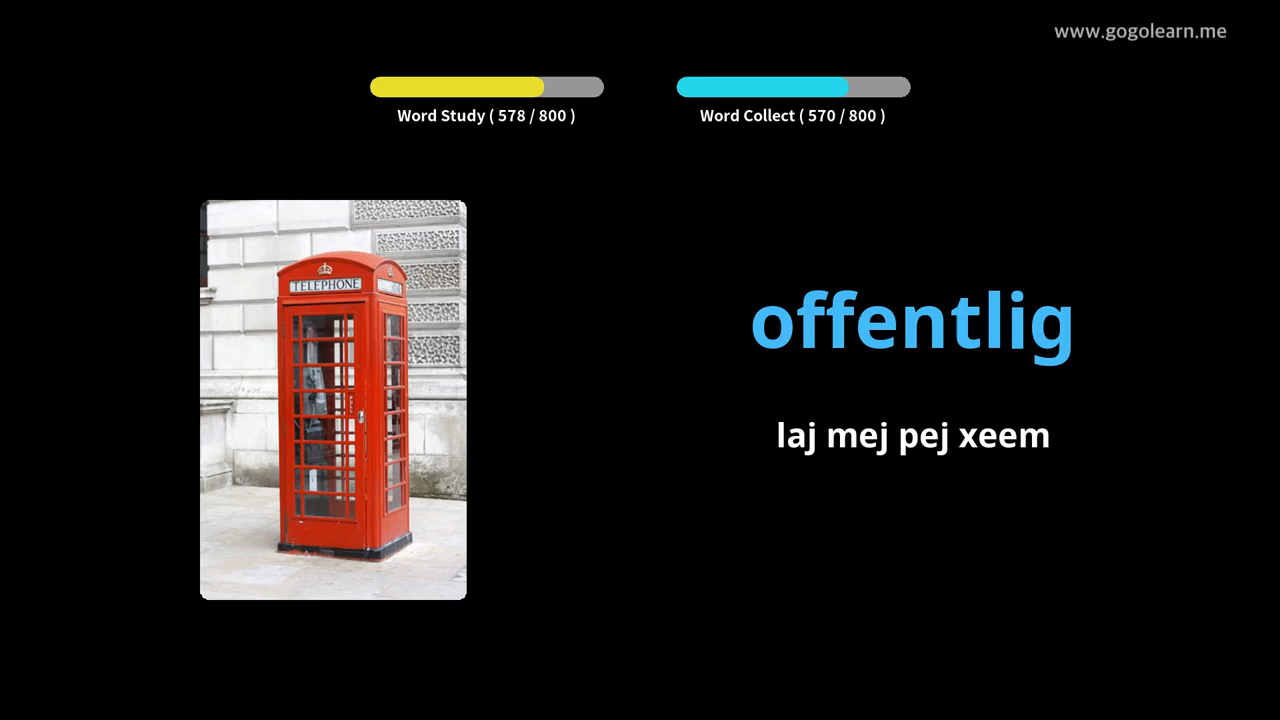 www.gogolearn.me
Word Study ( 578 / 800 )
Word Collect ( 570 / 800 )
TELEPHONE
offentlig
laj mej pej xeem